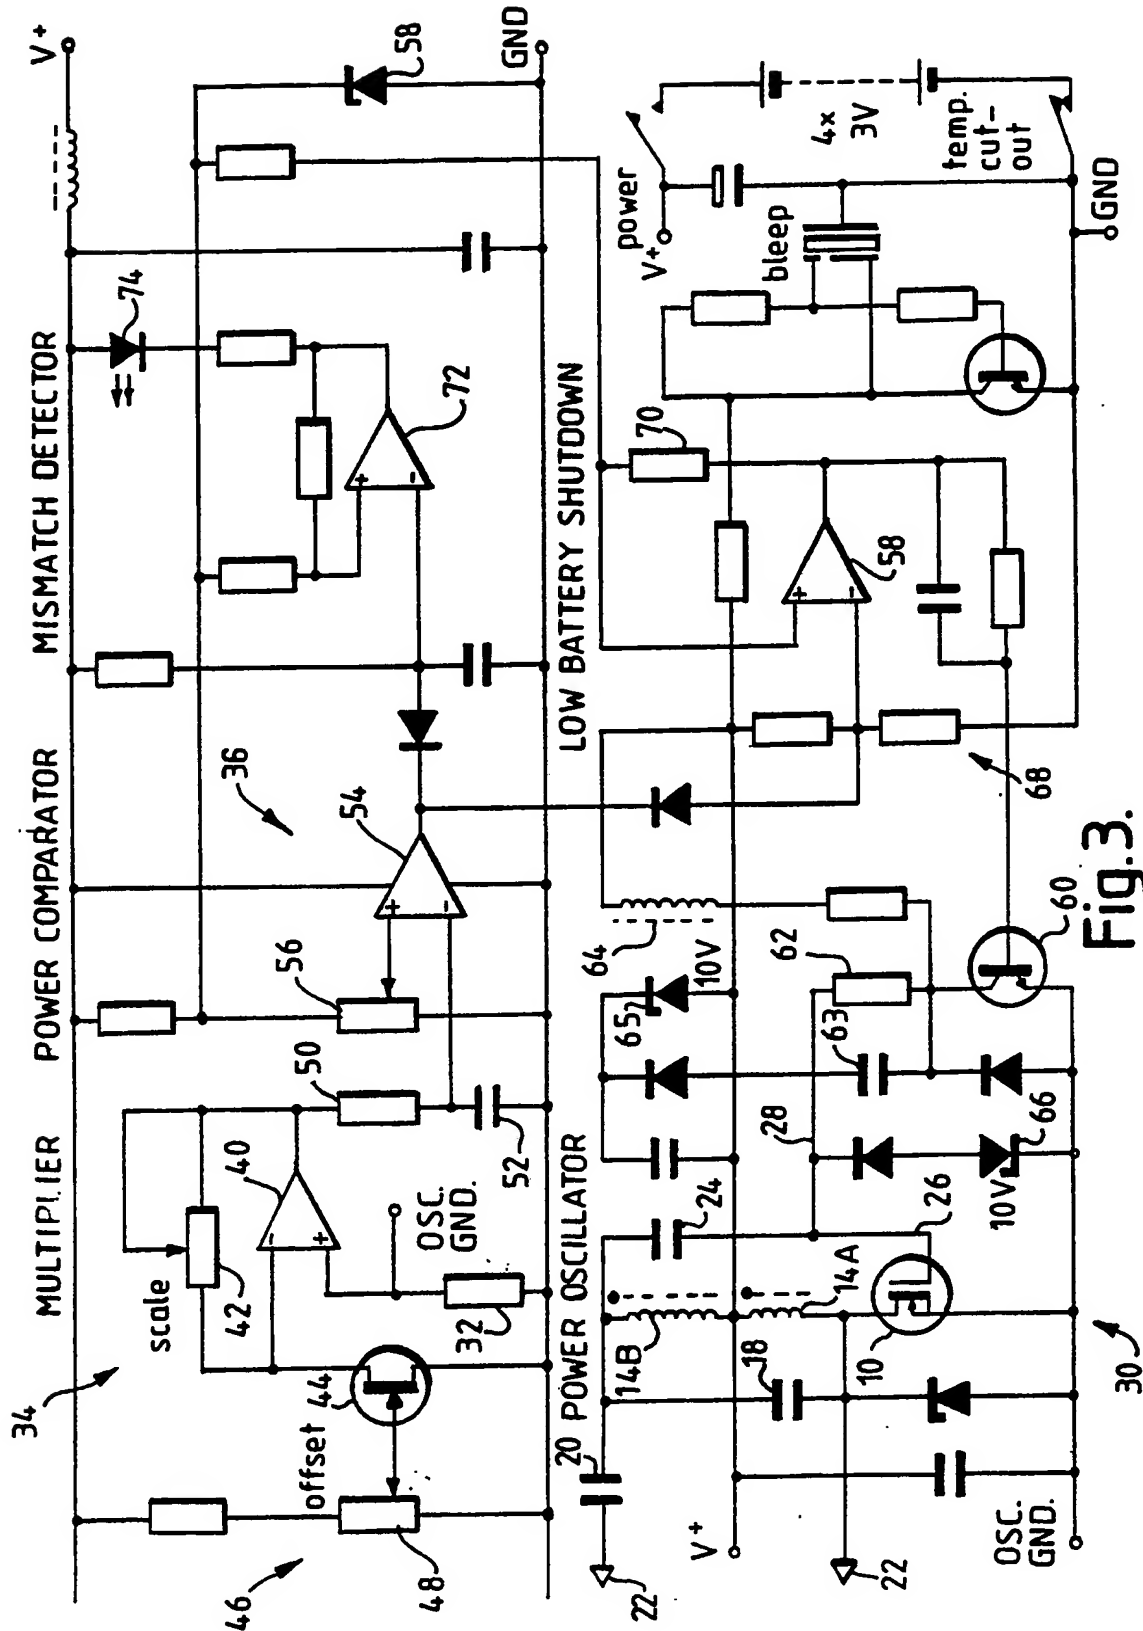 MULTIPLIER
POWER COMPARATOR
MISMATCH DETECTOR
V+
34
scale
42
40
50
56
54
36
74
72
58
GND
46
offset
48
44
32
OSC.
GND.
52
+
-
+
-
+
-
20
POWER OSCILLATOR
LOW BATTERY SHUTDOWN
22
14B
18
24
65
64
10V
V+
14A
28
63
62
26
10
66
10V
22
OSC.
GND.
30
60
68
58
+
-
70
bleep
V+
power
4x
3V
temp.
cut-
out
GND
Fig.3.